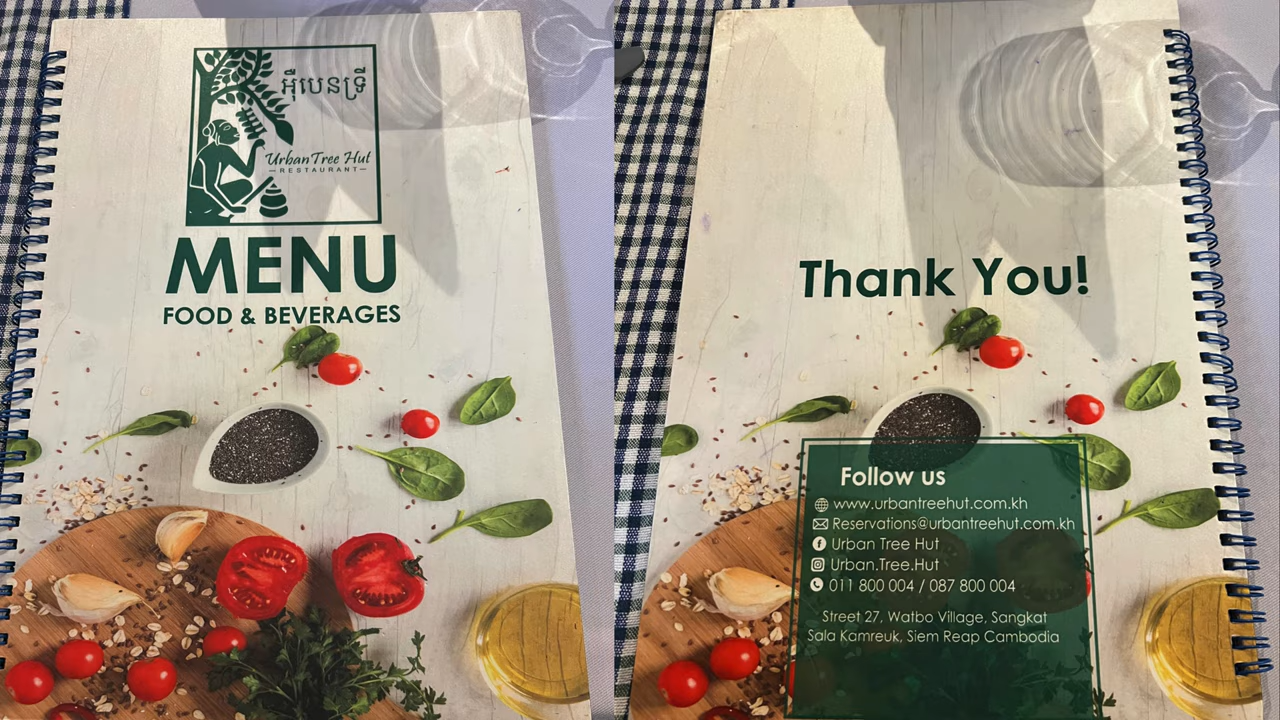 អ៊ឺបេនទ្រី
Urban Tree Hut
RESTAURANT
MENU
FOOD & BEVERAGES
Thank You!
Follow us
www.urbantreehut.com.kh
Reservations@urbantreehut.com.kh
Urban Tree Hut
Urban.Tree.Hut
011 800 004 / 087 800 004
Street 27, Watbo Village, Sangkat
Sala Kamreuk, Siem Reap Cambodia